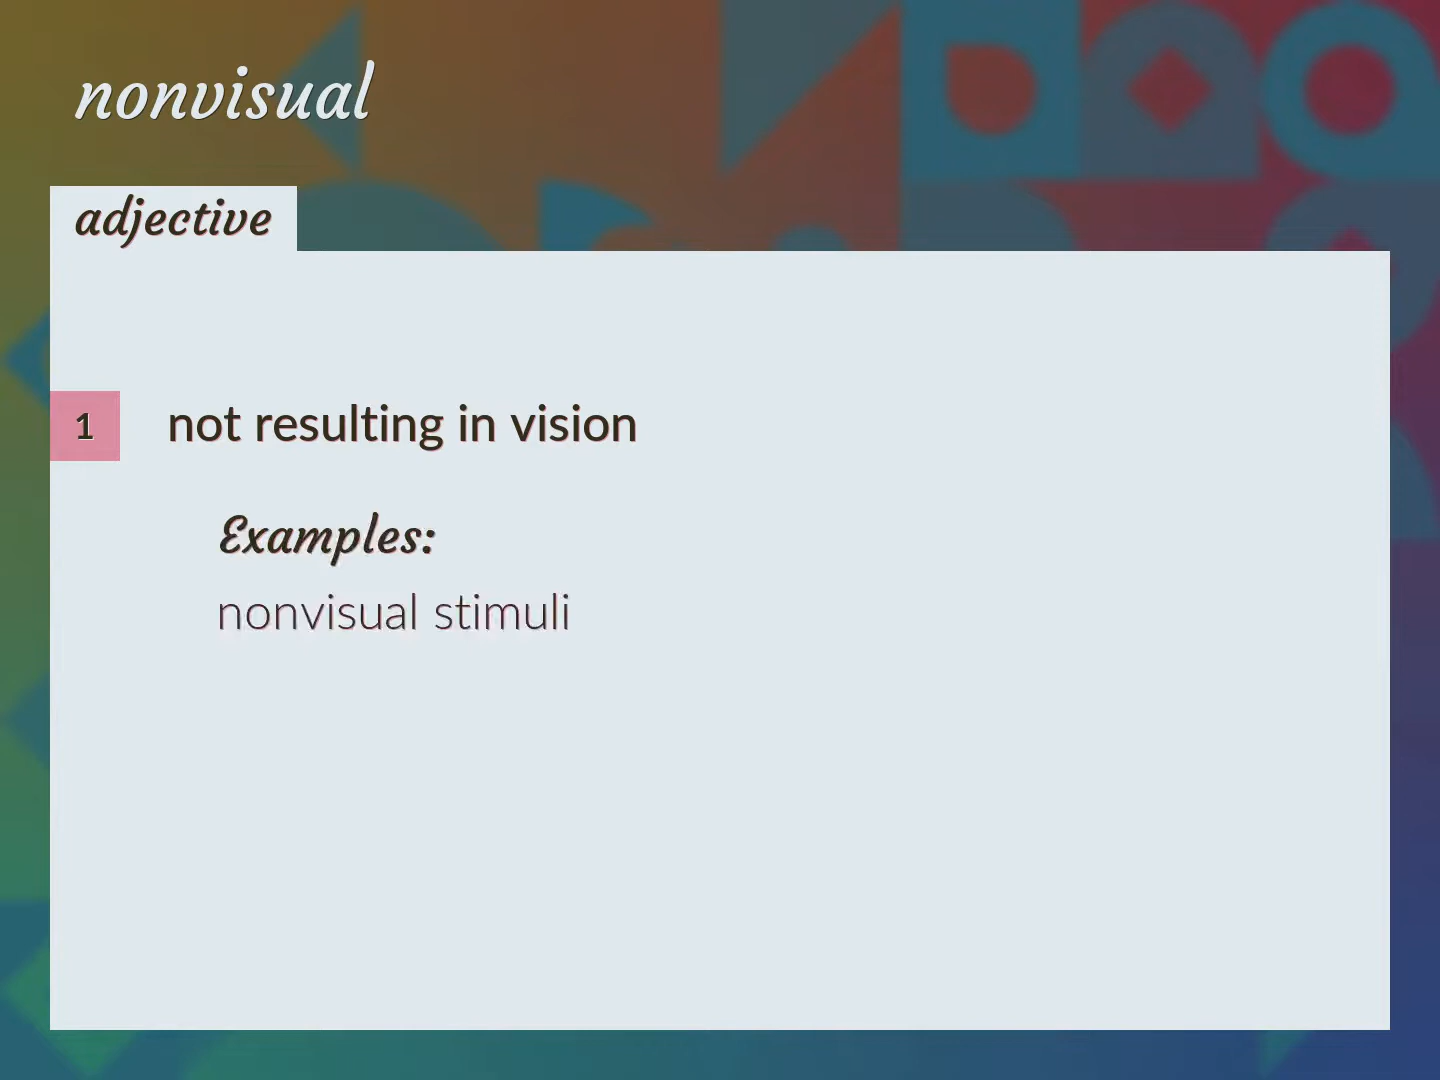 nonvisual
adjective
1 not resulting in vision
Examples:
nonvisual stimuli